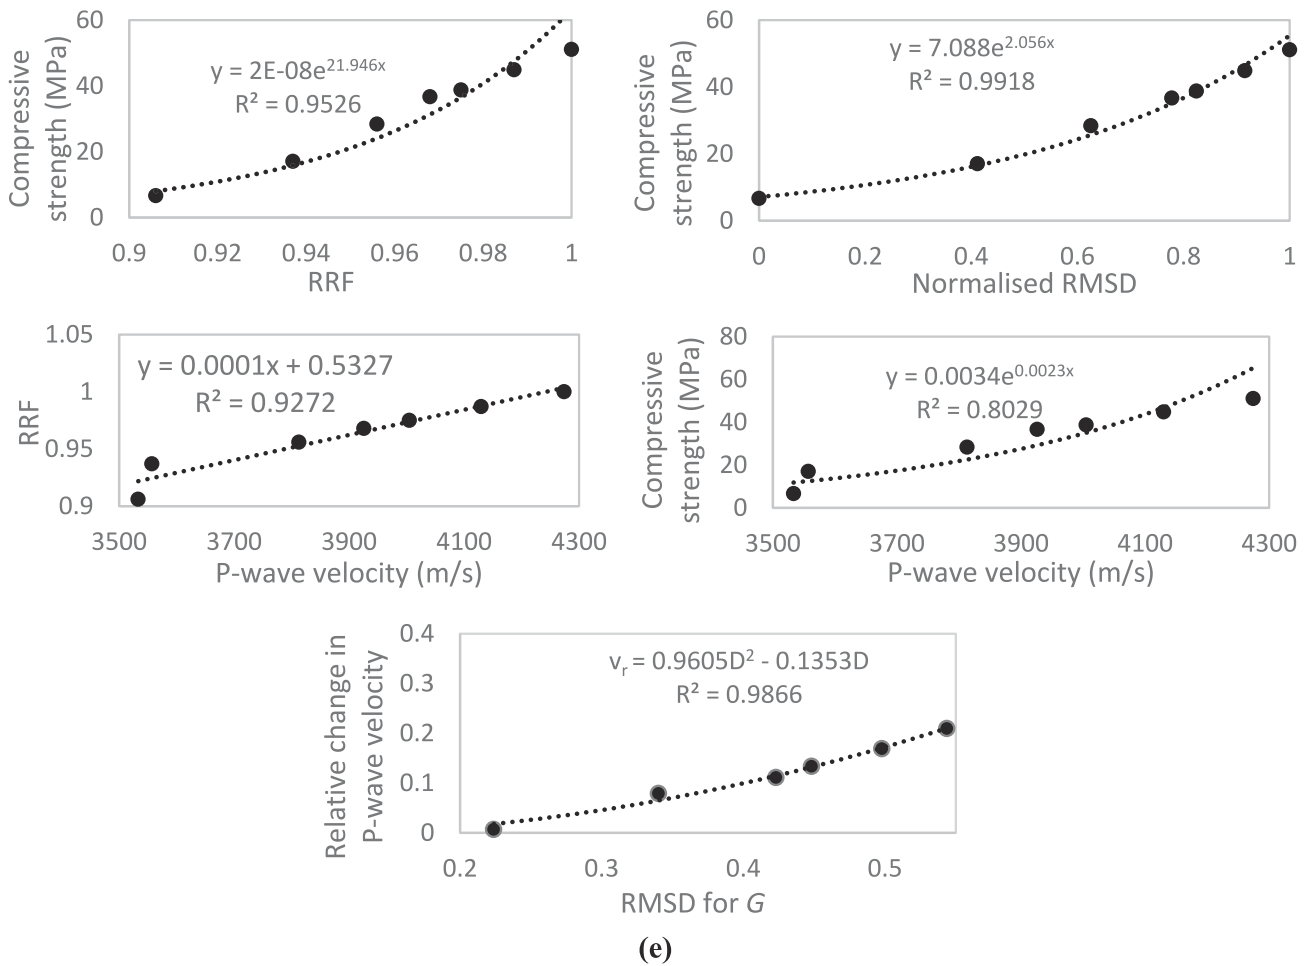 Compressive
strength (MPa)
60
40
20
0
y = 2E-08e^21.946x
R² = 0.9526
0.9 0.92 0.94 0.96 0.98 1
RRF
Compressive
strength (MPa)
60
40
20
0
y = 7.088e^2.056x
R² = 0.9918
0 0.2 0.4 0.6 0.8 1
Normalised RMSD
RRF
1.05
1
0.95
0.9
y = 0.0001x + 0.5327
R² = 0.9272
3500 3700 3900 4100 4300
P-wave velocity (m/s)
Compressive
strength (MPa)
80
60
40
20
0
y = 0.0034e^0.0023x
R² = 0.8029
3500 3700 3900 4100 4300
P-wave velocity (m/s)
Relative change in
P-wave velocity
0.4
0.3
0.2
0.1
0
v_r = 0.9605D² - 0.1353D
R² = 0.9866
0.2 0.3 0.4 0.5
RMSD for G
(e)